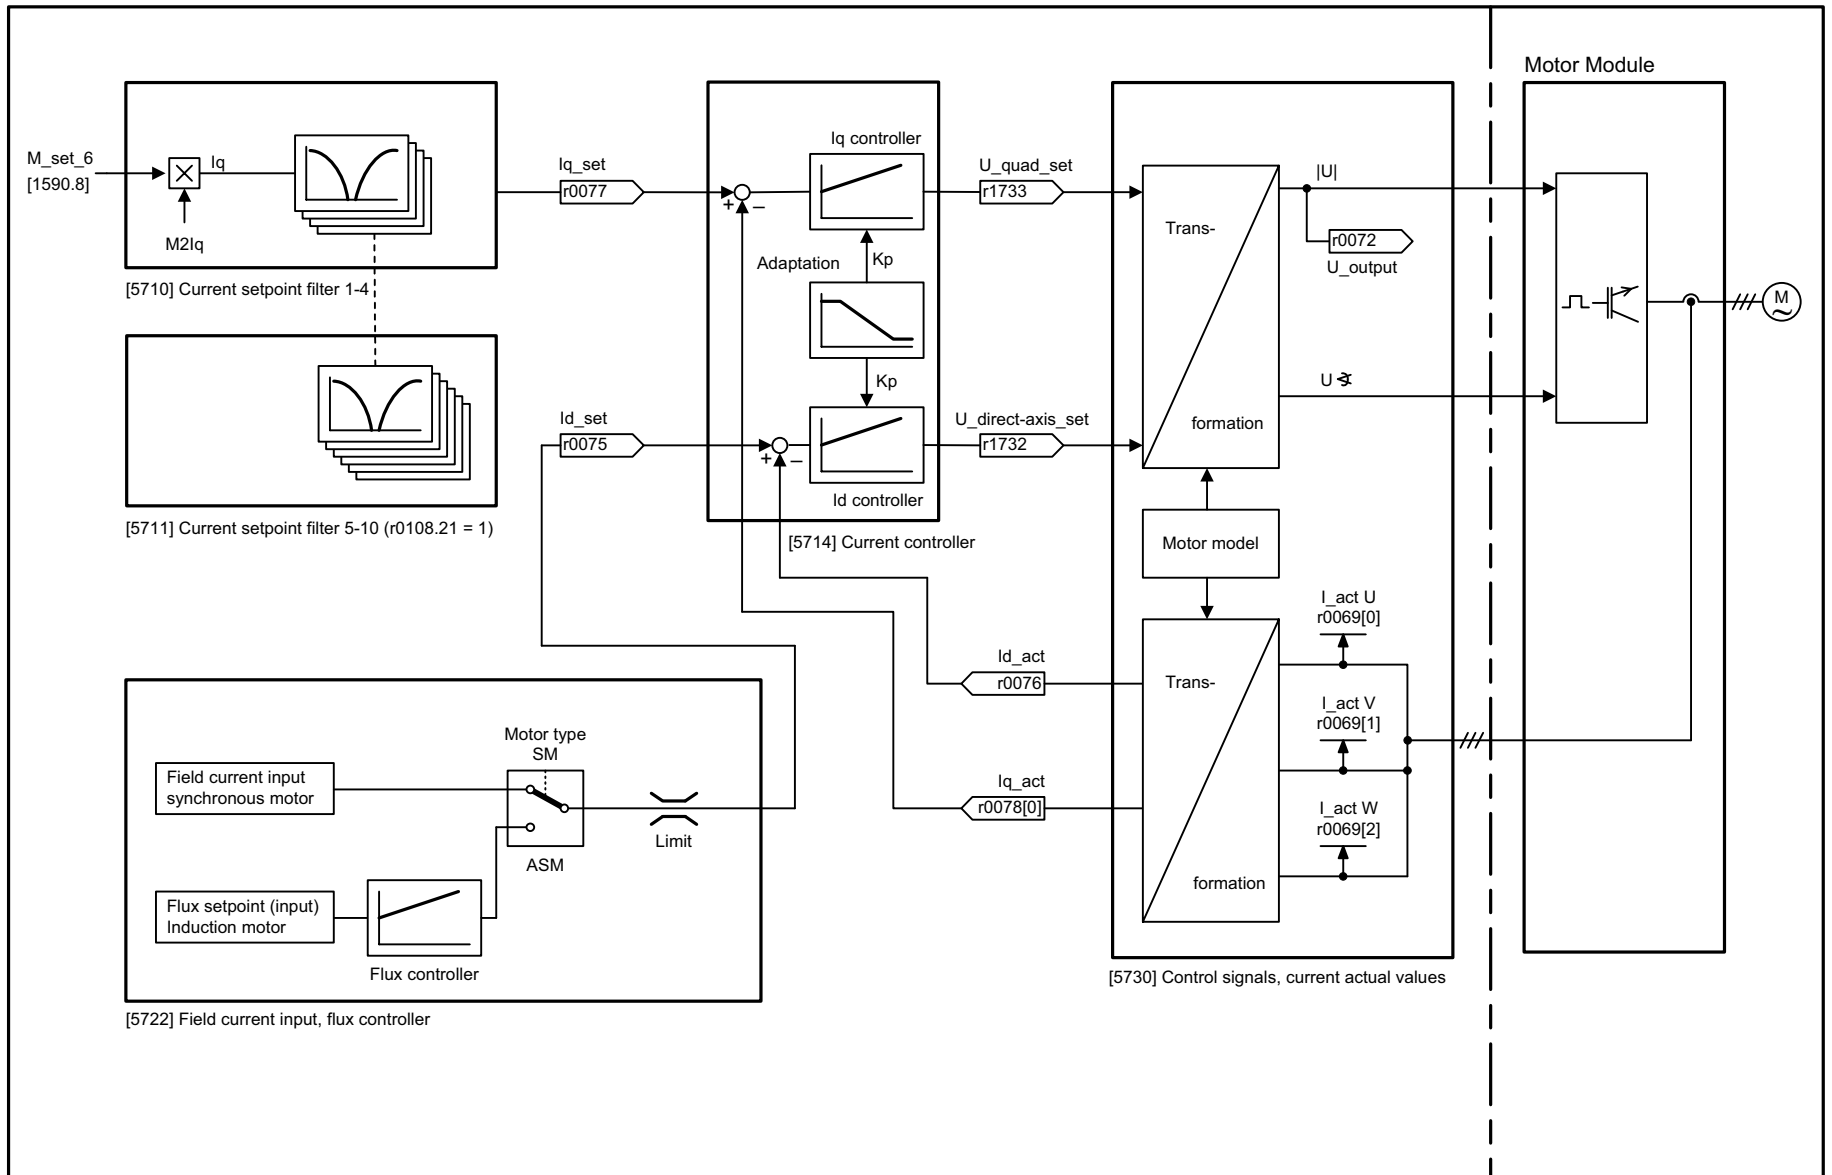 Motor Module
M_set_6
[1590.8]
Iq
M2Iq
[5710] Current setpoint filter 1-4
[5711] Current setpoint filter 5-10 (r0108.21 = 1)
Iq_set
r0077
Id_set
r0075
Iq controller
+
–
Adaptation
Kp
Kp
+
–
Id controller
[5714] Current controller
U_quad_set
r1733
U_direct-axis_set
r1732
Trans-
formation
|U|
r0072
U_output
U ∢
Motor model
M
~
Id_act
r0076
Iq_act
r0078[0]
Trans-
formation
I_act U
r0069[0]
I_act V
r0069[1]
I_act W
r0069[2]
[5730] Control signals, current actual values
Motor type
SM
Field current input
synchronous motor
ASM
Limit
Flux setpoint (input)
Induction motor
Flux controller
[5722] Field current input, flux controller